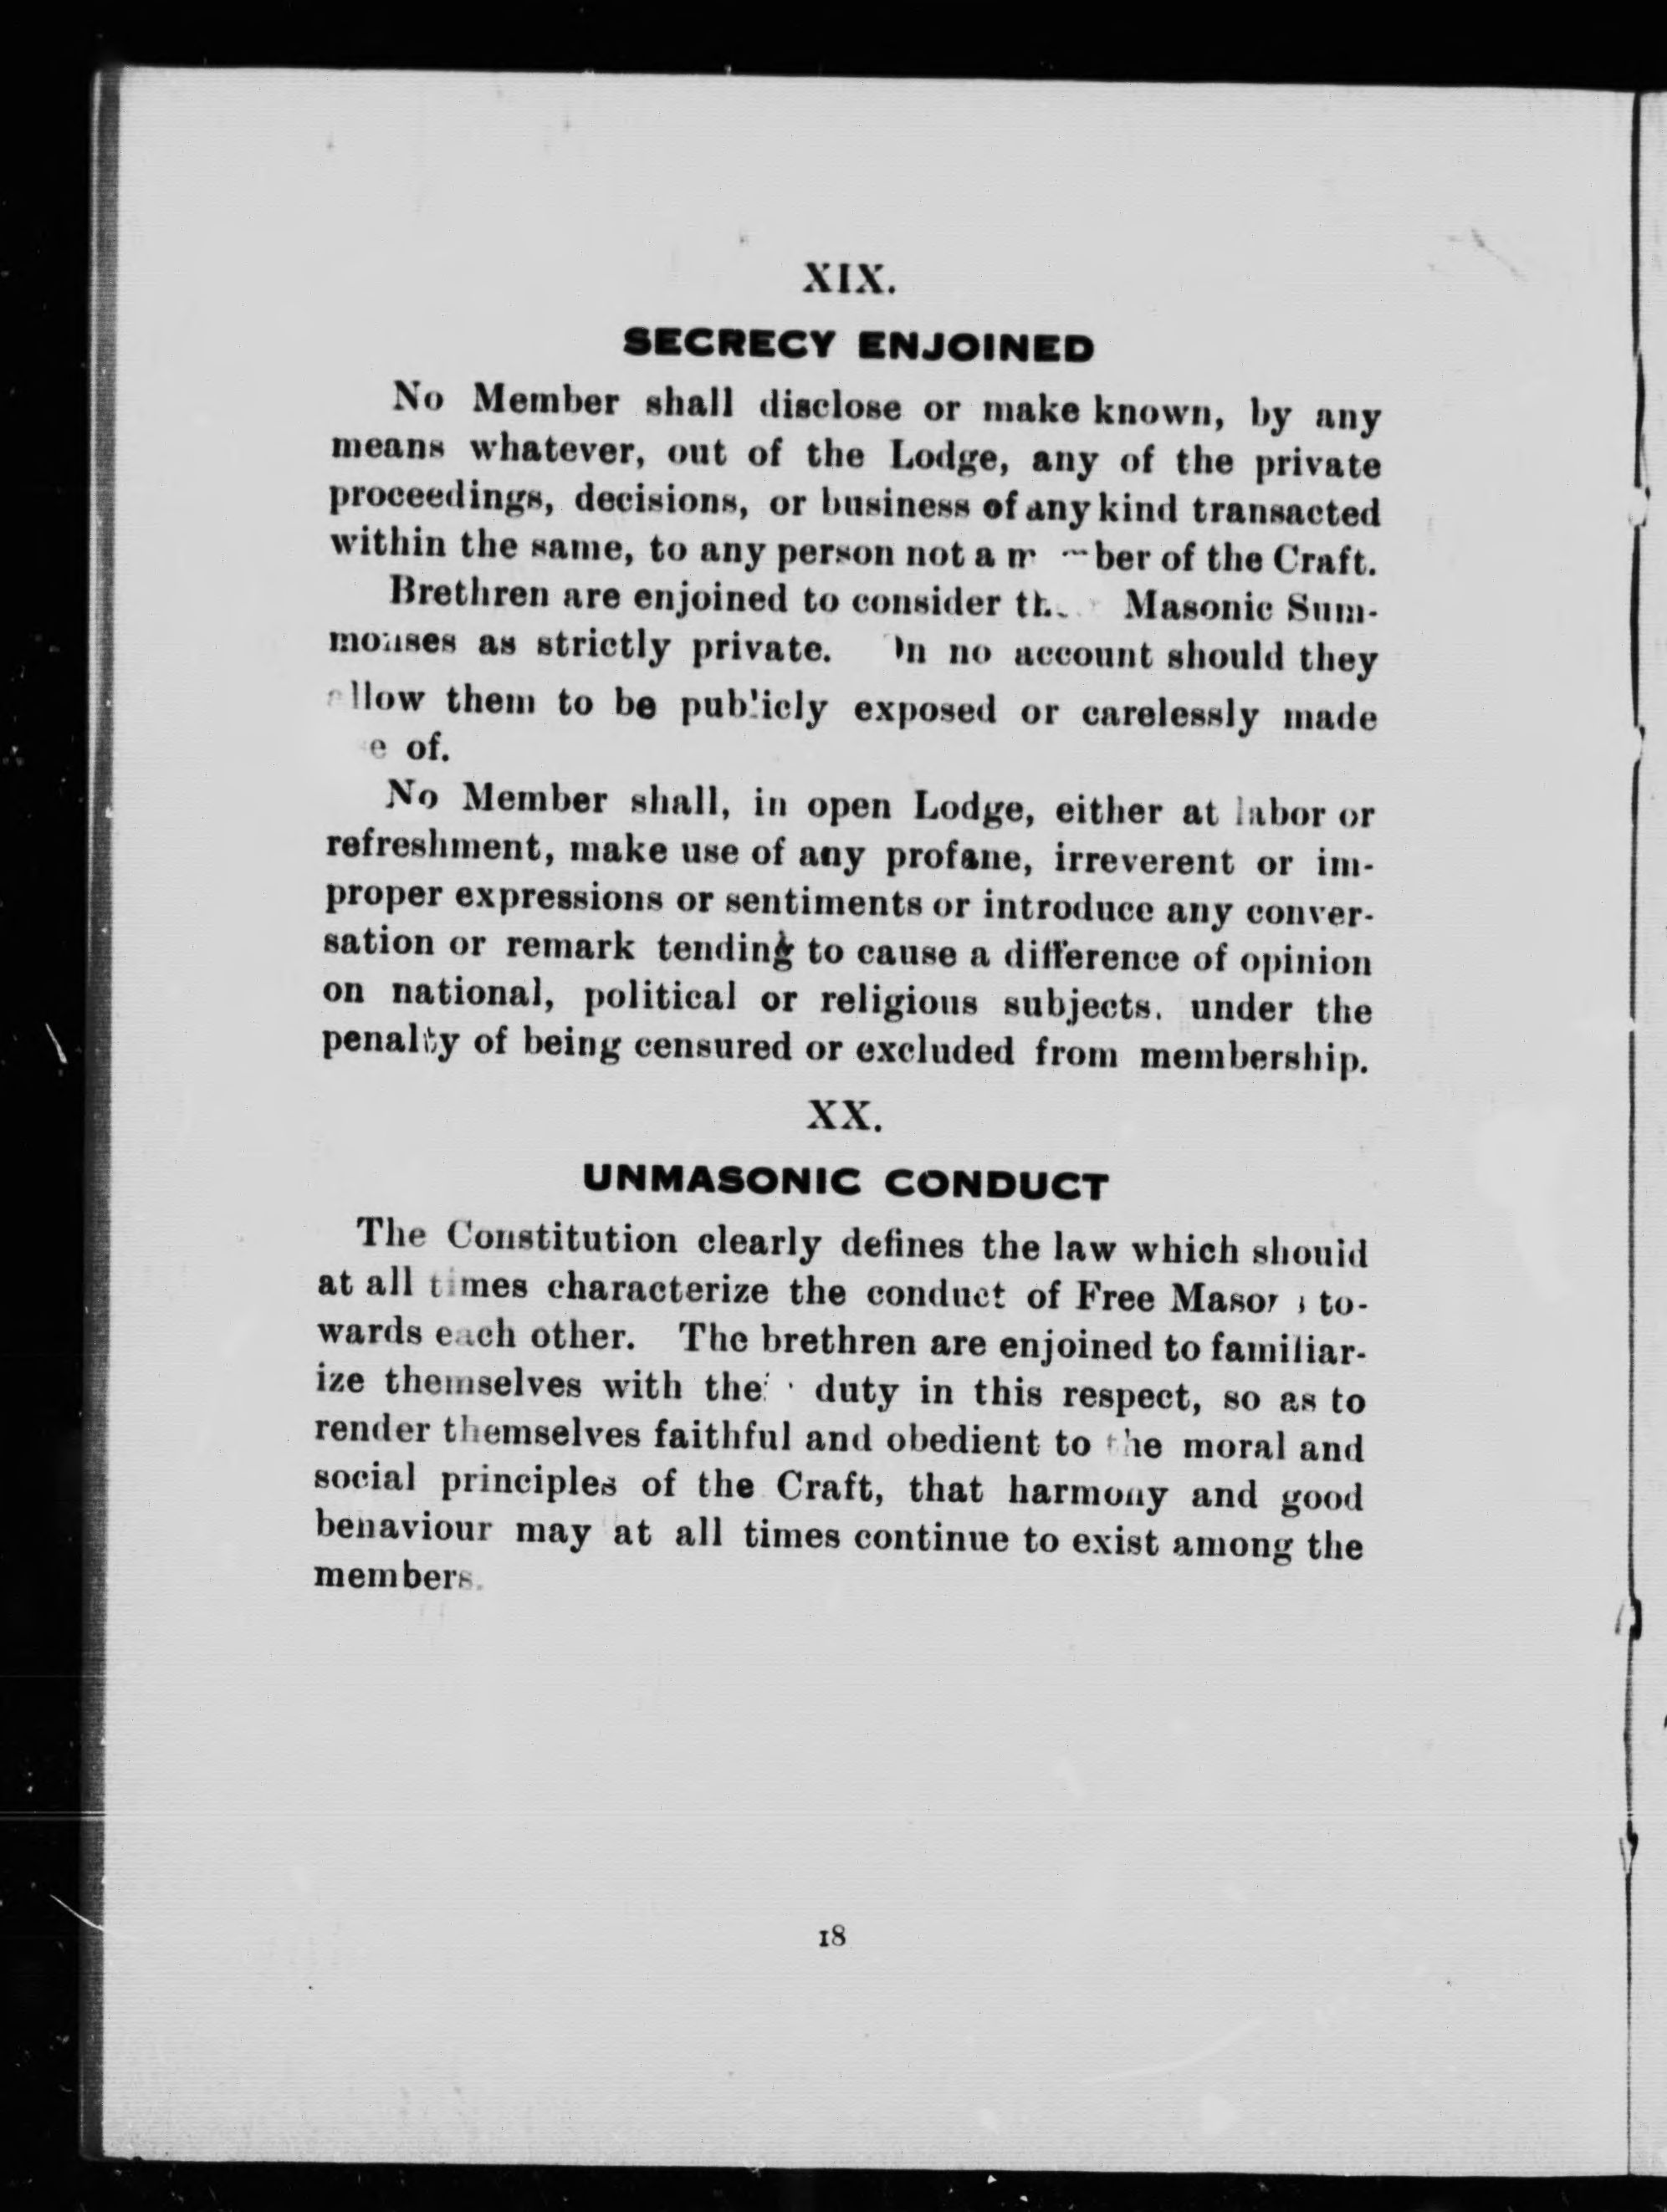 XIX.
SECRECY ENJOINED
No Member shall disclose or make known, by any
means whatever, out of the Lodge, any of the private
proceedings, decisions, or business of any kind transacted
within the same, to any person not a member of the Craft.
Brethren are enjoined to consider Masonic Sum-
monses as strictly private. On no account should they
allow them to be publicly exposed or carelessly made
of.
No Member shall, in open Lodge, either at labor or
refreshment, make use of any profane, irreverent or im-
proper expressions or sentiments or introduce any conver-
sation or remark tending to cause a difference of opinion
on national, political or religious subjects. under the
penalty of being censured or excluded from membership.
XX.
UNMASONIC CONDUCT
The Constitution clearly defines the law which should
at all times characterize the conduct of Free Masons to-
wards each other. The brethren are enjoined to familiar-
ize themselves with their duty in this respect, so as to
render themselves faithful and obedient to the moral and
social principles of the Craft, that harmony and good
behaviour may at all times continue to exist among the
members.
18